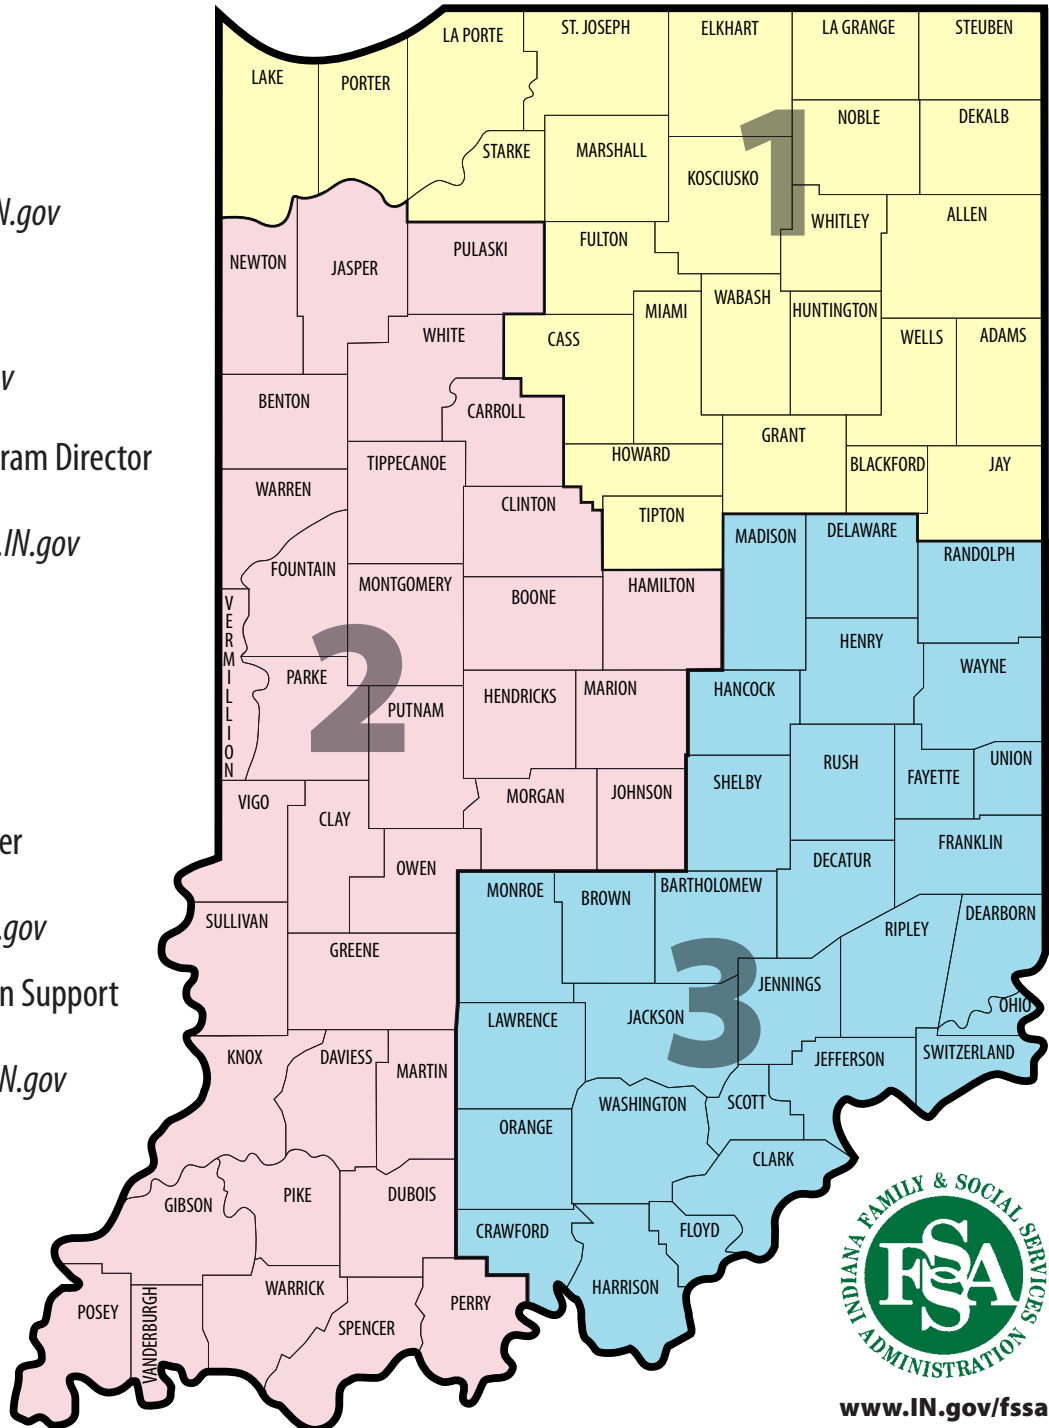 N.gov
ov
ram Director
.IN.gov
er
.gov
n Support
N.gov
LAKE
PORTER
LA PORTE
ST. JOSEPH
ELKHART
LA GRANGE
STEUBEN
STARKE
MARSHALL
KOSCIUSKO
NOBLE
DEKALB
1
WHITLEY
ALLEN
NEWTON
JASPER
PULASKI
FULTON
WHITE
CASS
MIAMI
WABASH
HUNTINGTON
WELLS
ADAMS
BENTON
CARROLL
HOWARD
GRANT
BLACKFORD
JAY
WARREN
TIPPECANOE
CLINTON
TIPTON
MADISON
DELAWARE
RANDOLPH
FOUNTAIN
MONTGOMERY
BOONE
HAMILTON
VERMILLION
PARKE
2
PUTNAM
HENDRICKS
MARION
HANCOCK
HENRY
WAYNE
VIGO
CLAY
MORGAN
JOHNSON
SHELBY
RUSH
FAYETTE
UNION
OWEN
MONROE
BROWN
BARTHOLOMEW
DECATUR
FRANKLIN
SULLIVAN
GREENE
RIPLEY
DEARBORN
3
LAWRENCE
JACKSON
JENNINGS
OHIO
KNOX
DAVIESS
MARTIN
JEFFERSON
SWITZERLAND
ORANGE
WASHINGTON
SCOTT
CLARK
GIBSON
PIKE
DUBOIS
CRAWFORD
FLOYD
HARRISON
POSEY
VANDERBURGH
WARRICK
SPENCER
PERRY
INDIANA FAMILY & SOCIAL SERVICES ADMINISTRATION
FSSA
www.IN.gov/fssa